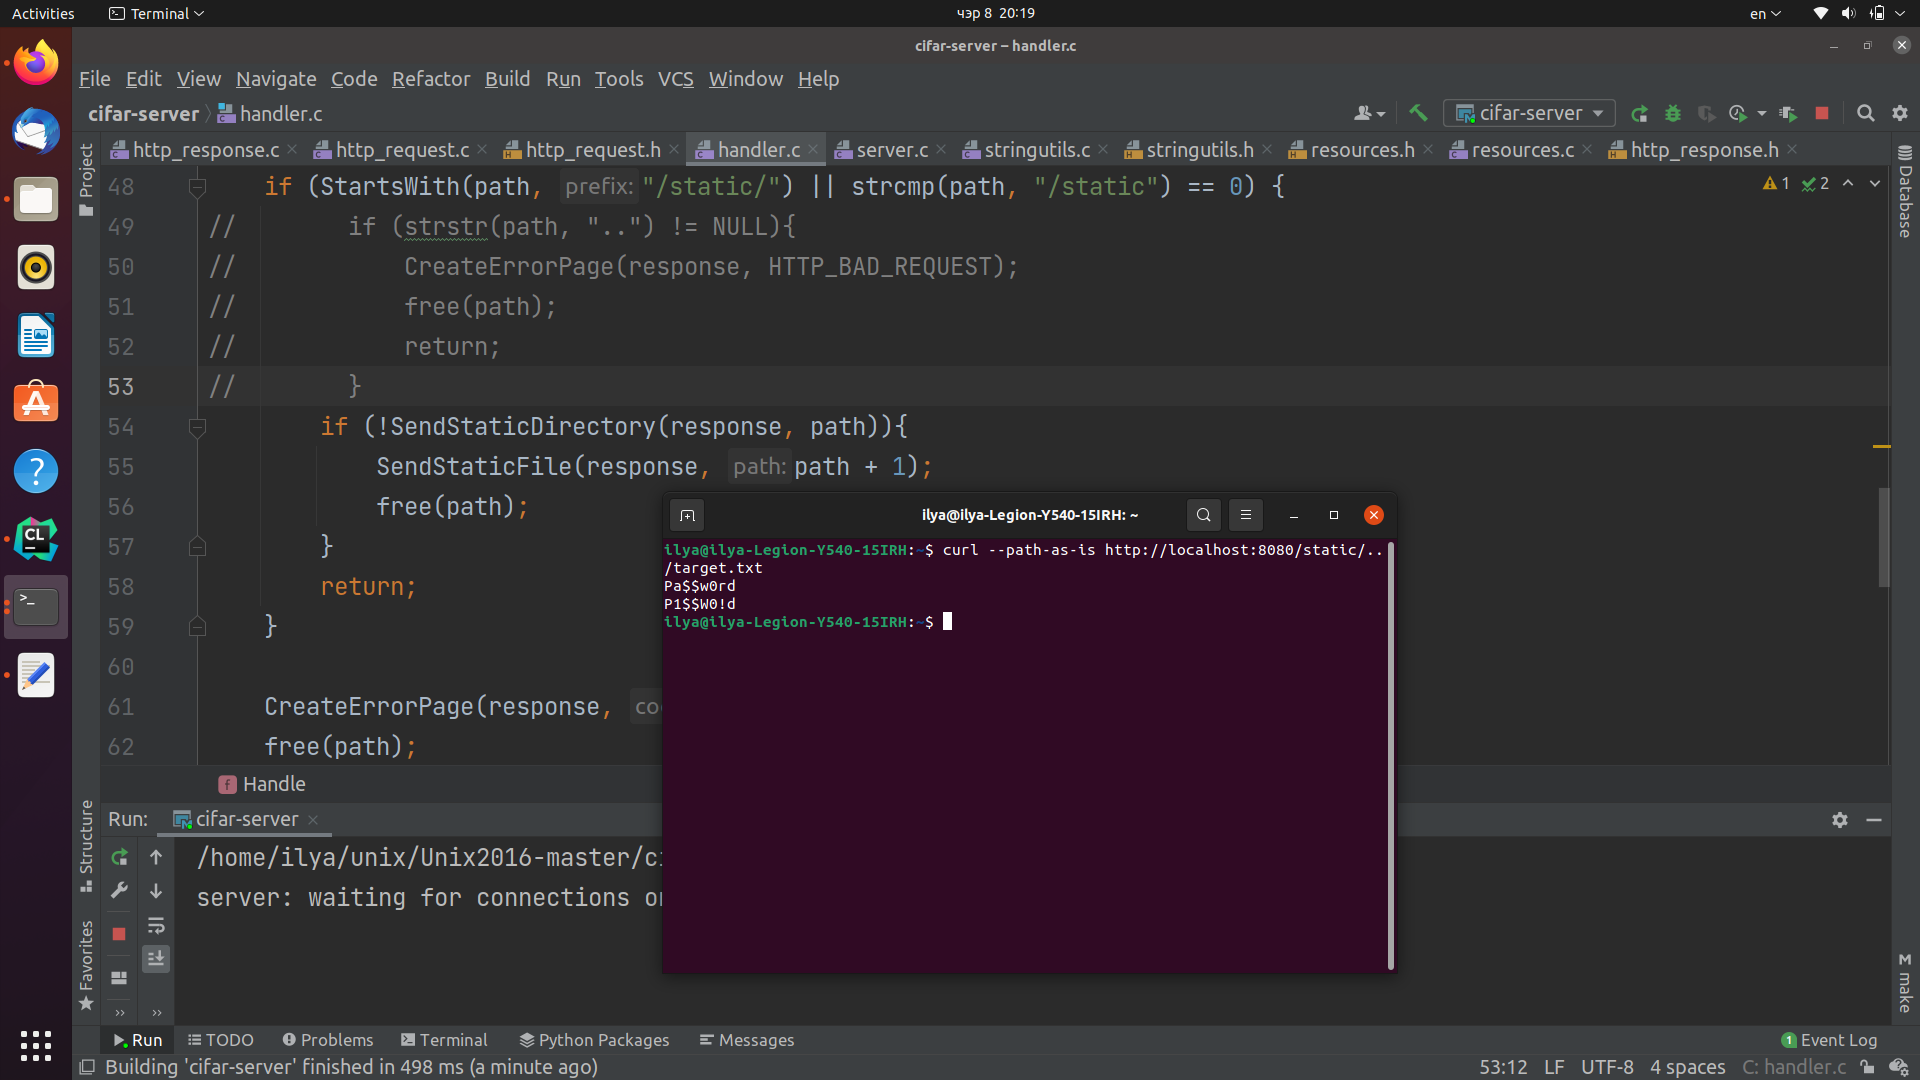 Activities
Terminal
чэр 8 20:19
en
cifar-server – handler.c
File Edit View Navigate Code Refactor Build Run Tools VCS Window Help
cifar-server
handler.c
cifar-server
http_response.c
http_request.c
http_request.h
handler.c
server.c
stringutils.c
stringutils.h
resources.h
resources.c
http_response.h
Project
Database
1
2
48 if (StartsWith(path, prefix: "/static/") || strcmp(path, "/static") == 0) {
49 // if (strstr(path, "..") != NULL){
50 // CreateErrorPage(response, HTTP_BAD_REQUEST);
51 // free(path);
52 // return;
53 // }
54 if (!SendStaticDirectory(response, path)){
55 SendStaticFile(response, path: path + 1);
56 free(path);
57 }
58 return;
59 }
60
61 CreateErrorPage(response, co
62 free(path);
f Handle
ilya@ilya-Legion-Y540-15IRH: ~
ilya@ilya-Legion-Y540-15IRH:~$ curl --path-as-is http://localhost:8080/static/..
/target.txt
Pa$$w0rd
P1$$W0!d
ilya@ilya-Legion-Y540-15IRH:~$
Run:
cifar-server
/home/ilya/unix/Unix2016-master/ci
server: waiting for connections on
Structure
Favorites
CL
>_
M make
Run
TODO
Problems
Terminal
Python Packages
Messages
1 Event Log
Building 'cifar-server' finished in 498 ms (a minute ago)
53:12 LF UTF-8 4 spaces C: handler.c